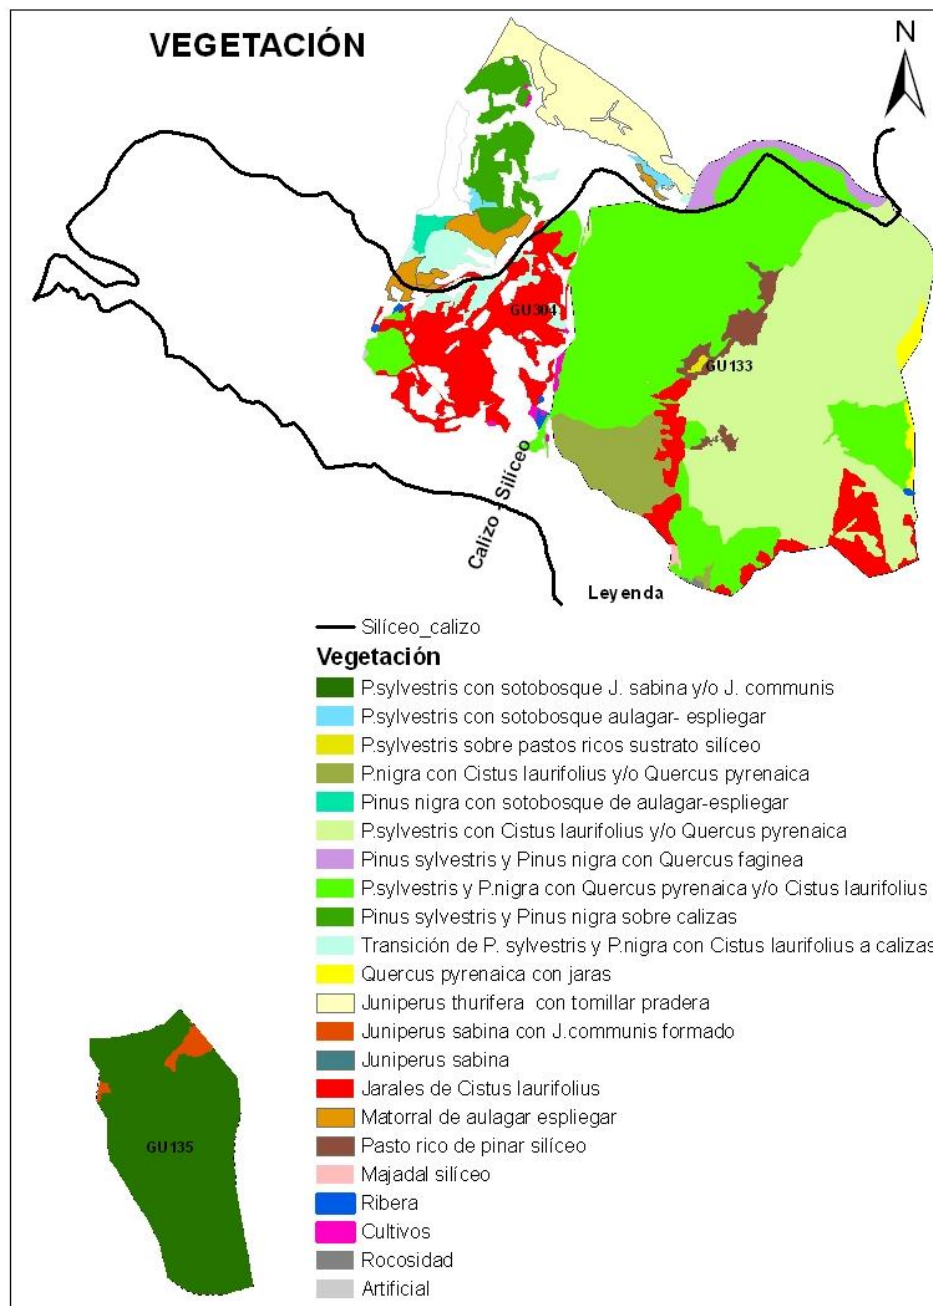 VEGETACIÓN
N
GU304
GU133
Calizo - Silíceo
Leyenda
Silíceo_calizo
Vegetación
P.sylvestris con sotobosque J. sabina y/o J. communis
P.sylvestris con sotobosque aulagar- espliegar
P.sylvestris sobre pastos ricos sustrato silíceo
P.nigra con Cistus laurifolius y/o Quercus pyrenaica
Pinus nigra con sotobosque de aulagar-espliegar
P.sylvestris con Cistus laurifolius y/o Quercus pyrenaica
Pinus sylvestris y Pinus nigra con Quercus faginea
P.sylvestris y P.nigra con Quercus pyrenaica y/o Cistus laurifolius
Pinus sylvestris y Pinus nigra sobre calizas
Transición de P. sylvestris y P.nigra con Cistus laurifolius a calizas
Quercus pyrenaica con jaras
Juniperus thurifera con tomillar pradera
Juniperus sabina con J.communis formado
Juniperus sabina
Jarales de Cistus laurifolius
Matorral de aulagar espliegar
Pasto rico de pinar silíceo
Majadal silíceo
Ribera
Cultivos
Rocosidad
Artificial
GU135